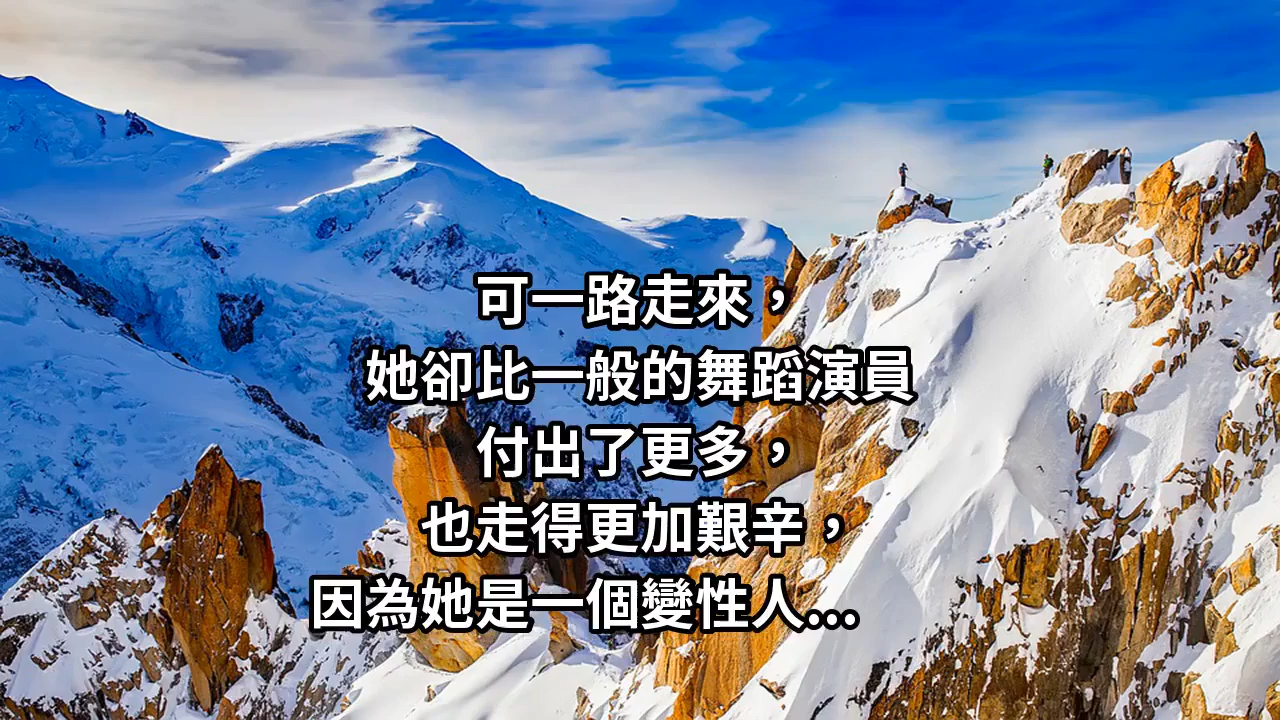 可一路走來，
她卻比一般的舞蹈演員
付出了更多，
也走得更加艱辛，
因為她是一個變性人...